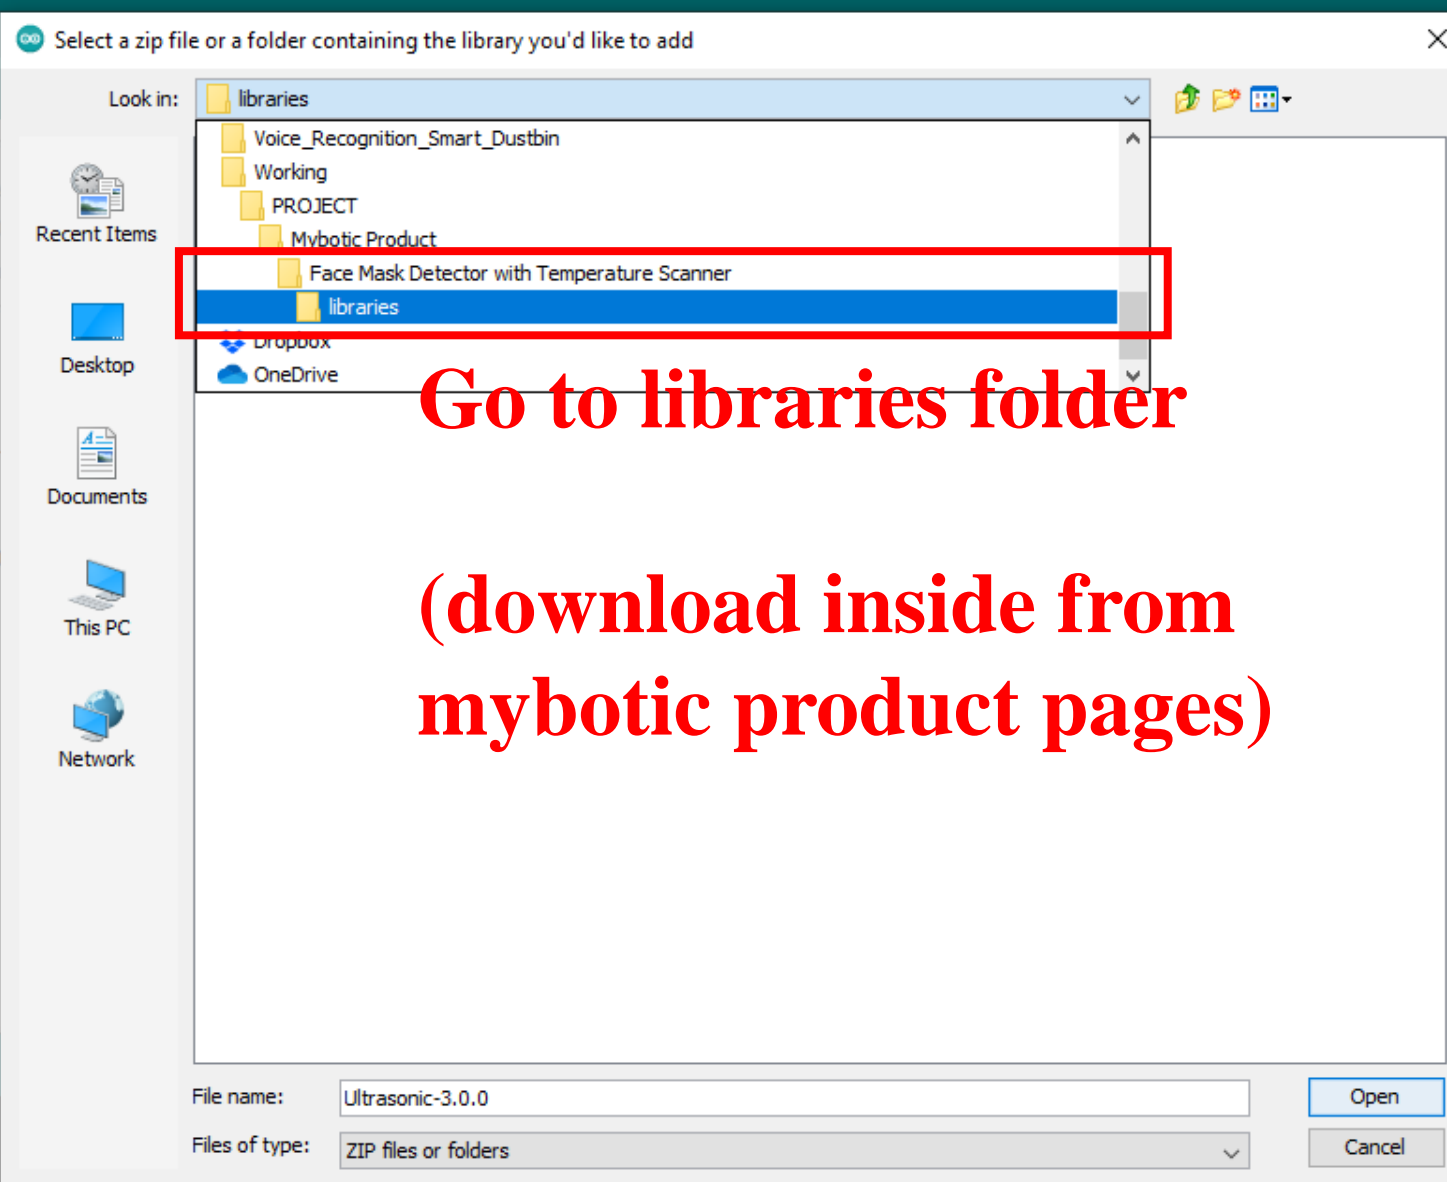 Select a zip file or a folder containing the library you'd like to add
Look in:
libraries
Voice_Recognition_Smart_Dustbin
Working
PROJECT
Mybotic Product
Face Mask Detector with Temperature Scanner
libraries
Dropbox
OneDrive
Recent Items
Desktop
Documents
This PC
Network
Go to libraries folder
(download inside from
mybotic product pages)
File name:
Ultrasonic-3.0.0
Open
Files of type:
ZIP files or folders
Cancel